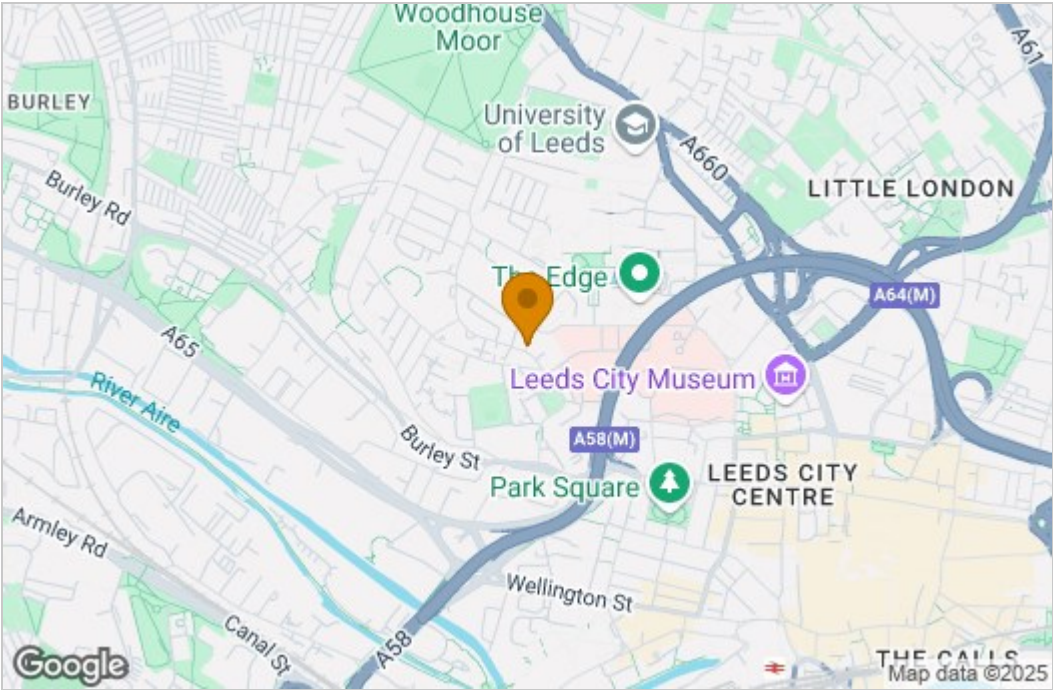 Woodhouse
Moor
A61
BURLEY
University
of Leeds
A660
Burley Rd
LITTLE LONDON
The Edge
A64(M)
A65
River Aire
Leeds City Museum
Burley St
A58(M)
LEEDS CITY
CENTRE
Park Square
Armley Rd
Wellington St
Canal St
A58
THE CALLS
Google
Map data ©2025